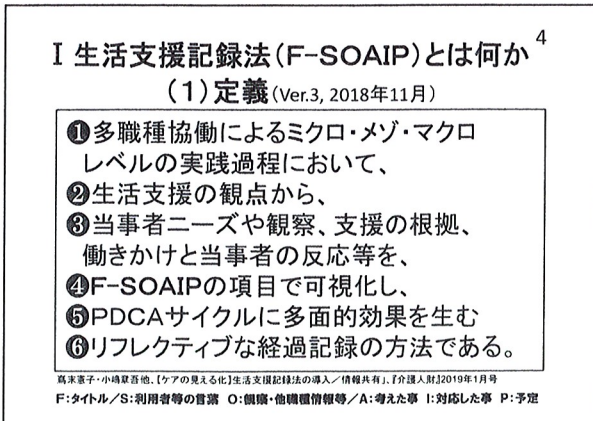 4
Ⅰ 生活支援記録法(F-SOAIP)とは何か
(1)定義(Ver.3, 2018年11月)
❶多職種協働によるミクロ・メゾ・マクロ
レベルの実践過程において、
❷生活支援の観点から、
❸当事者ニーズや観察、支援の根拠、
働きかけと当事者の反応等を、
❹F-SOAIPの項目で可視化し、
❺PDCAサイクルに多面的効果を生む
❻リフレクティブな経過記録の方法である。
嶌末憲子・小嶋章吾他、【ケアの見える化】生活支援記録法の導入／情報共有」、『介護人財』2019年1月号
F:タイトル/S:利用者等の言葉 O:観察・他職種情報等/A:考えた事 I:対応した事 P:予定